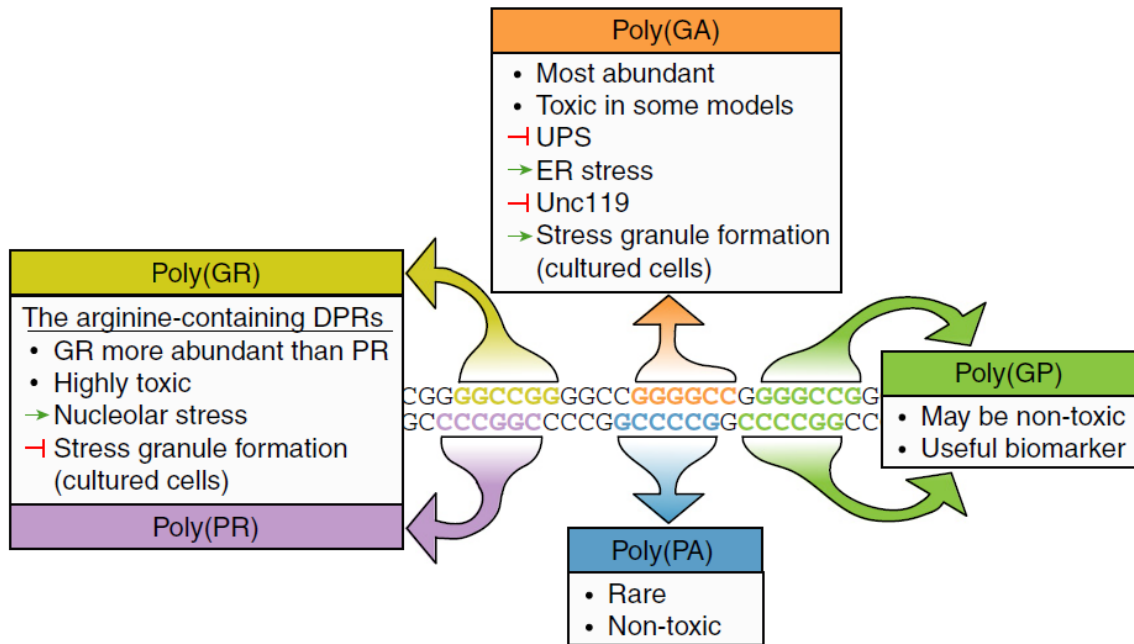 Poly(GA)
• Most abundant
• Toxic in some models
⊣ UPS
→ ER stress
⊣ Unc119
→ Stress granule formation
(cultured cells)
Poly(GR)
The arginine-containing DPRs
• GR more abundant than PR
• Highly toxic
→ Nucleolar stress
⊣ Stress granule formation
(cultured cells)
Poly(PR)
CGGGGCCGGGGCCGGGGCCGGGGCCGG
GCCCCGGCCCCGGCCCCGGCCCCGGCC
Poly(GP)
• May be non-toxic
• Useful biomarker
Poly(PA)
• Rare
• Non-toxic